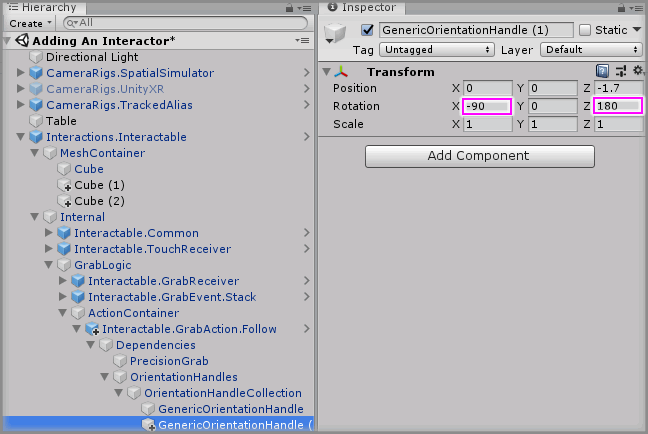 Hierarchy
Create
All
Adding An Interactor*
Directional Light
CameraRigs.SpatialSimulator
CameraRigs.UnityXR
CameraRigs.TrackedAlias
Table
Interactions.Interactable
MeshContainer
Cube
Cube (1)
Cube (2)
Internal
Interactable.Common
Interactable.TouchReceiver
GrabLogic
Interactable.GrabReceiver
Interactable.GrabEvent.Stack
ActionContainer
Interactable.GrabAction.Follow
Dependencies
PrecisionGrab
OrientationHandles
OrientationHandleCollection
GenericOrientationHandle
GenericOrientationHandle (
Inspector
GenericOrientationHandle (1) Static
Tag Untagged Layer Default
Transform
Position X 0 Y 0 Z -1.7
Rotation X -90 Y 0 Z 180
Scale X 1 Y 1 Z 1
Add Component